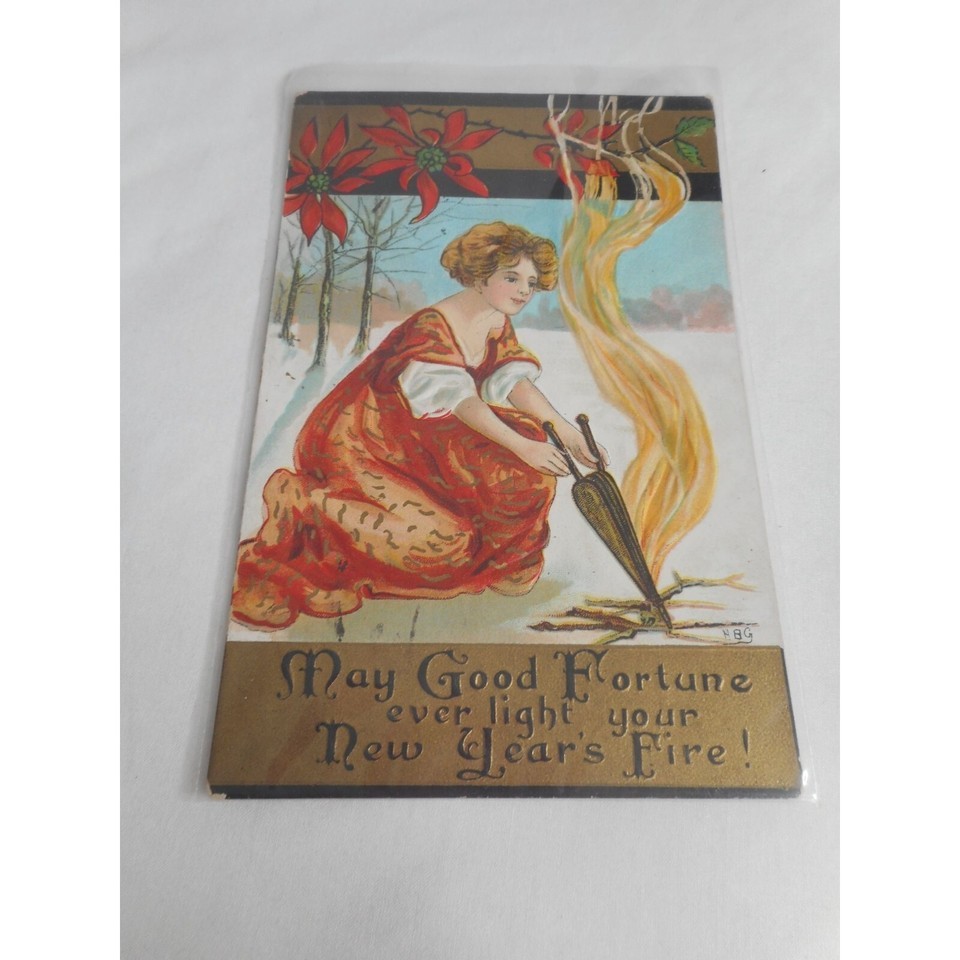 HBG
May Good Fortune
ever light your
New Year's Fire!